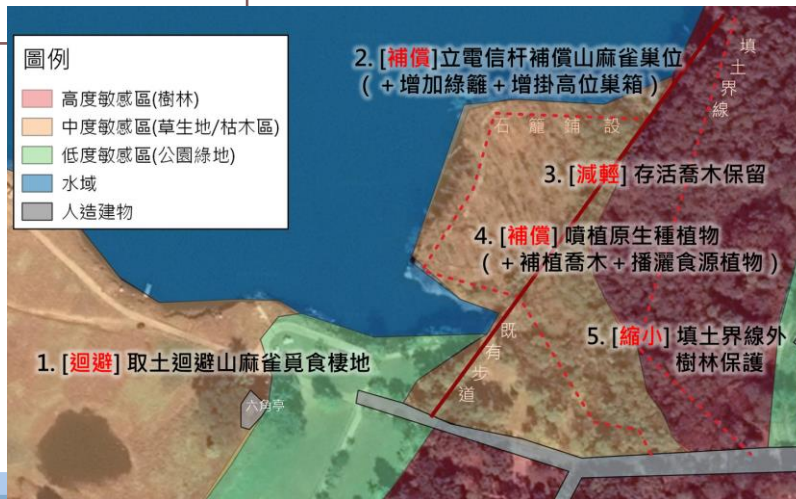 圖例
高度敏感區(樹林)
中度敏感區(草生地/枯木區)
低度敏感區(公園綠地)
水域
人造建物
2. [補償]立電信杆補償山麻雀巢位
(+增加綠籬+增掛高位巢箱)
填土界線
石籠鋪設
3. [減輕] 存活喬木保留
4. [補償] 噴植原生種植物
(+補植喬木+播灑食源植物)
既有步道
5. [縮小] 填土界線外
樹林保護
1. [迴避] 取土迴避山麻雀覓食棲地
六角亭